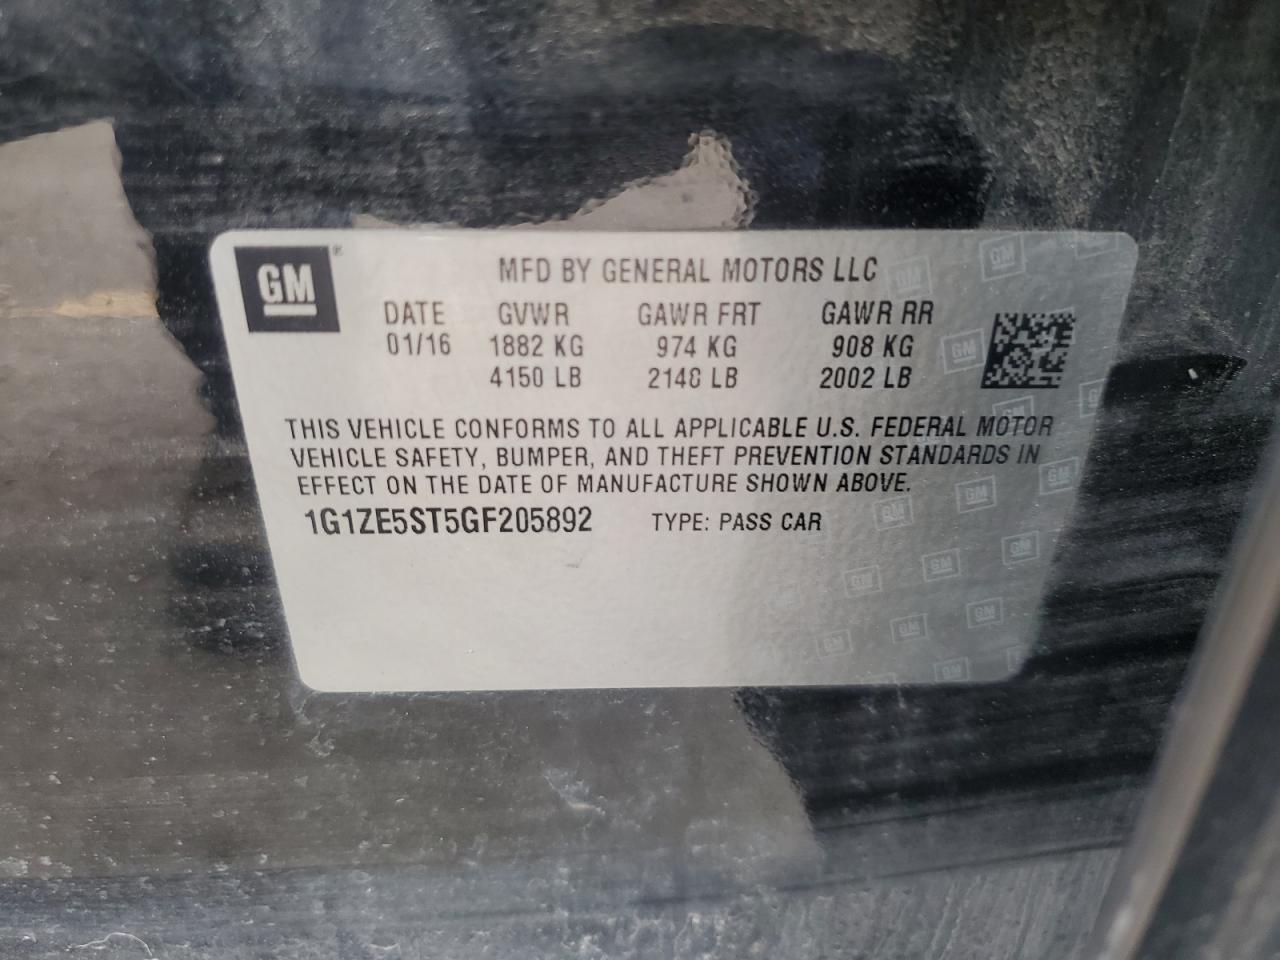 GM®
MFD BY GENERAL MOTORS LLC
DATE GVWR GAWR FRT GAWR RR
01/16 1882 KG 974 KG 908 KG
4150 LB 2148 LB 2002 LB
THIS VEHICLE CONFORMS TO ALL APPLICABLE U.S. FEDERAL MOTOR
VEHICLE SAFETY, BUMPER, AND THEFT PREVENTION STANDARDS IN
EFFECT ON THE DATE OF MANUFACTURE SHOWN ABOVE.
1G1ZE5ST5GF205892 TYPE: PASS CAR